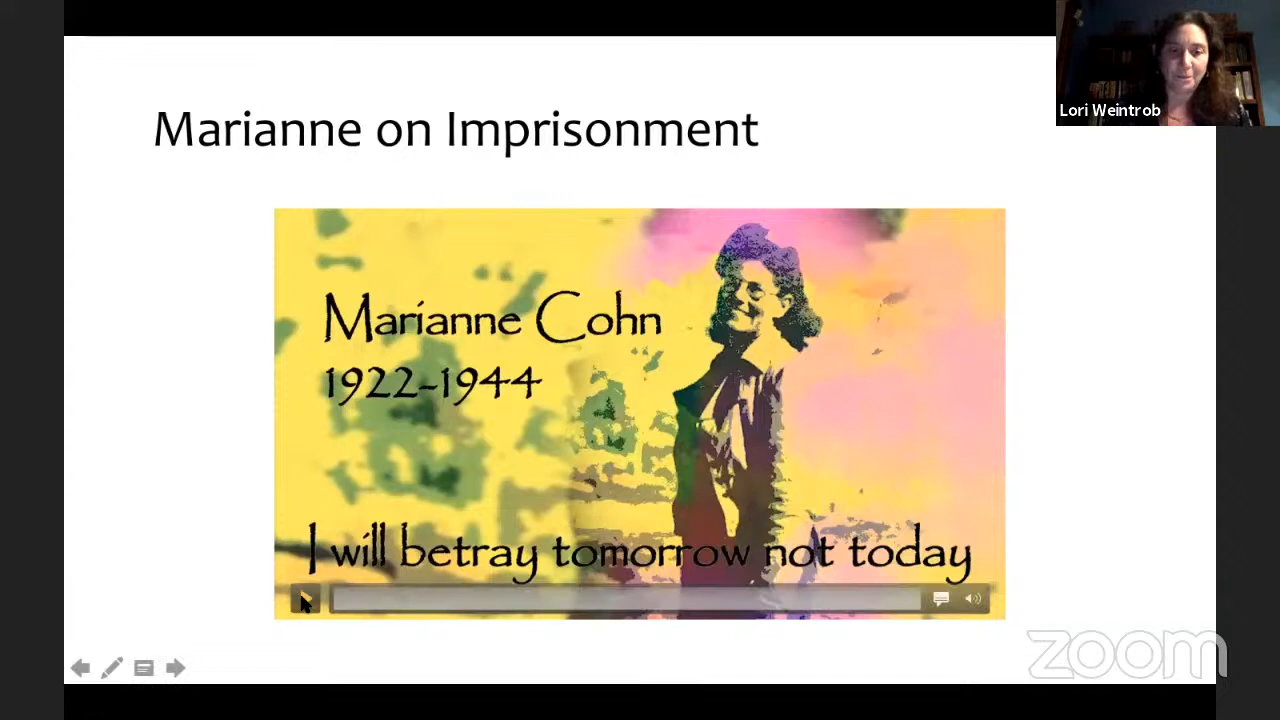 Marianne on Imprisonment
Lori Weintrob
Marianne Cohn
1922-1944
I will betray tomorrow not today
zoom